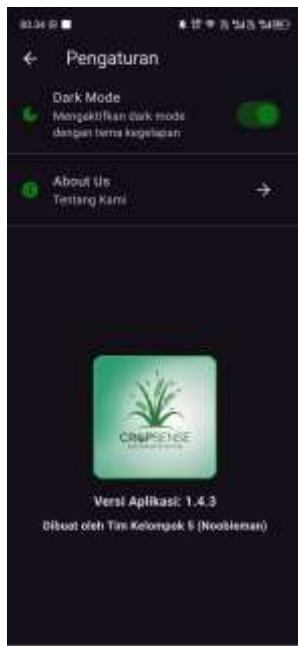 Pengaturan
Dark Mode
Mengaktifkan dark mode
dengan tema kegelapan
About Us
Tentang Kami
CROPSENSE
Versi Aplikasi: 1.4.3
Dibuat oleh Tim Kelompok 5 (Noobleman)